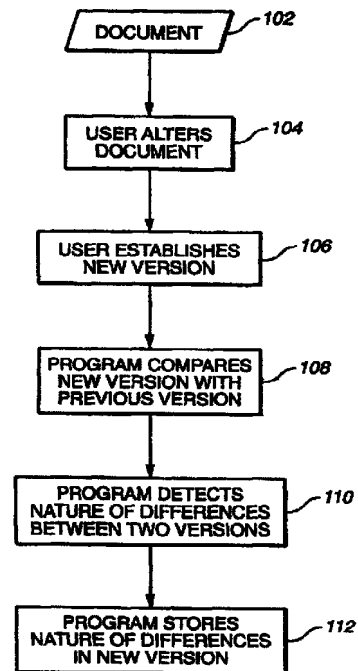 DOCUMENT
102
USER ALTERS
DOCUMENT
104
USER ESTABLISHES
NEW VERSION
106
PROGRAM COMPARES
NEW VERSION WITH
PREVIOUS VERSION
108
PROGRAM DETECTS
NATURE OF DIFFERENCES
BETWEEN TWO VERSIONS
110
PROGRAM STORES
NATURE OF DIFFERENCES
IN NEW VERSION
112